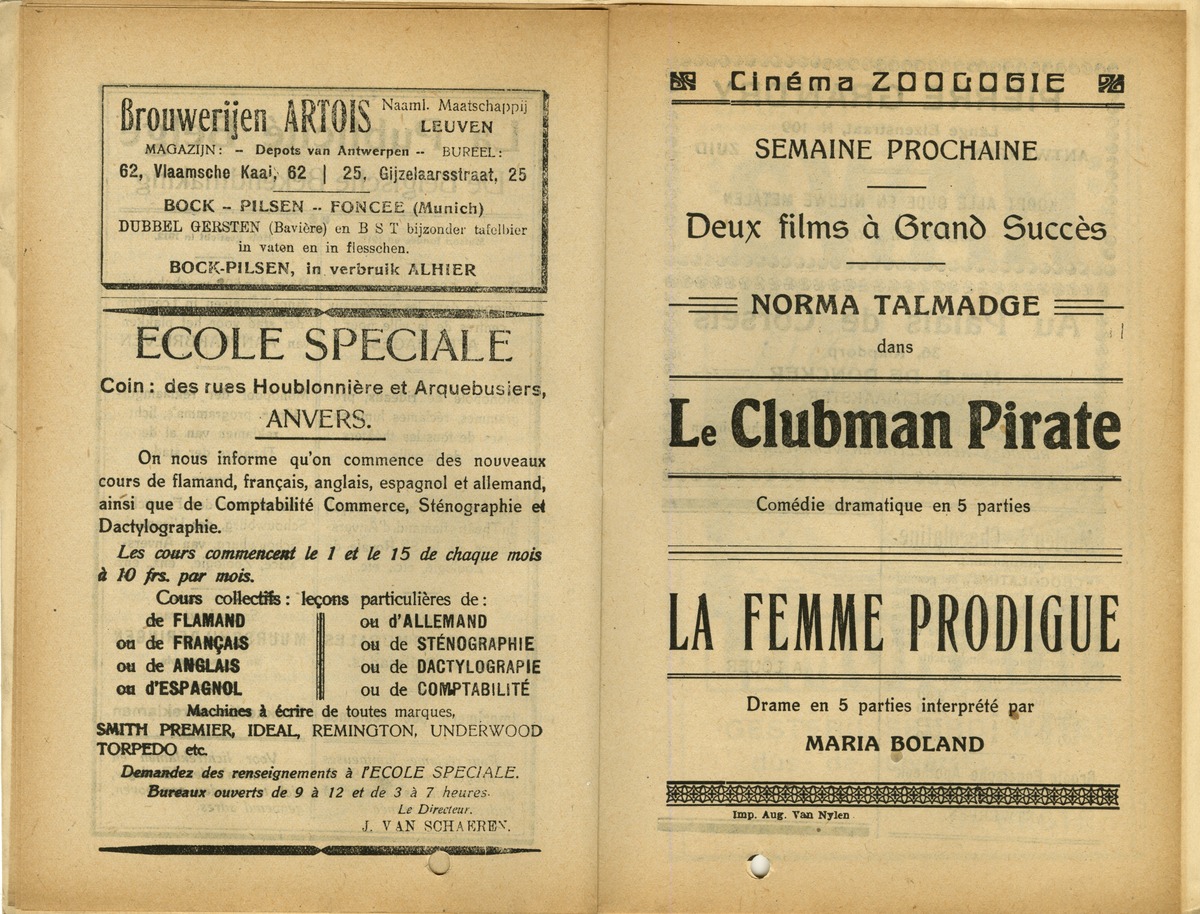 Brouwerijen ARTOIS Naaml. Maatschappij
LEUVEN
MAGAZIJN: -- Depots van Antwerpen -- BUREEL:
62, Vlaamsche Kaai, 62 | 25, Gijzelaarsstraat, 25
BOCK -- PILSEN -- FONCEE (Munich)
DUBBEL GERSTEN (Bavière) en B S T bijzonder tafelbier
in vaten en in flesschen.
BOCK-PILSEN, in verbruik ALHIER
ECOLE SPECIALE
Coin: des rues Houblonnière et Arquebusiers,
ANVERS.
On nous informe qu'on commence des nouveaux
cours de flamand, français, anglais, espagnol et allemand,
ainsi que de Comptabilité Commerce, Sténographie et
Dactylographie.
Les cours commencent le 1 et le 15 de chaque mois
à 10 frs. par mois.
Cours collectifs: leçons particulières de:
de FLAMAND
ou de FRANÇAIS
ou de ANGLAIS
ou d'ESPAGNOL
ou d'ALLEMAND
ou de STÉNOGRAPHIE
ou de DACTYLOGRAPIE
ou de COMPTABILITÉ
Machines à écrire de toutes marques,
SMITH PREMIER, IDEAL, REMINGTON, UNDERWOOD
TORPEDO etc.
Demandez des renseignements à l'ECOLE SPECIALE.
Bureaux ouverts de 9 à 12 et de 3 à 7 heures.
Le Directeur.
J. VAN SCHAEREN.
Cinéma ZOOLOGIE
SEMAINE PROCHAINE
Deux films à Grand Succès
NORMA TALMADGE
dans
Le Clubman Pirate
Comédie dramatique en 5 parties
LA FEMME PRODIGUE
Drame en 5 parties interprété par
MARIA BOLAND
Imp. Aug. Van Nylen